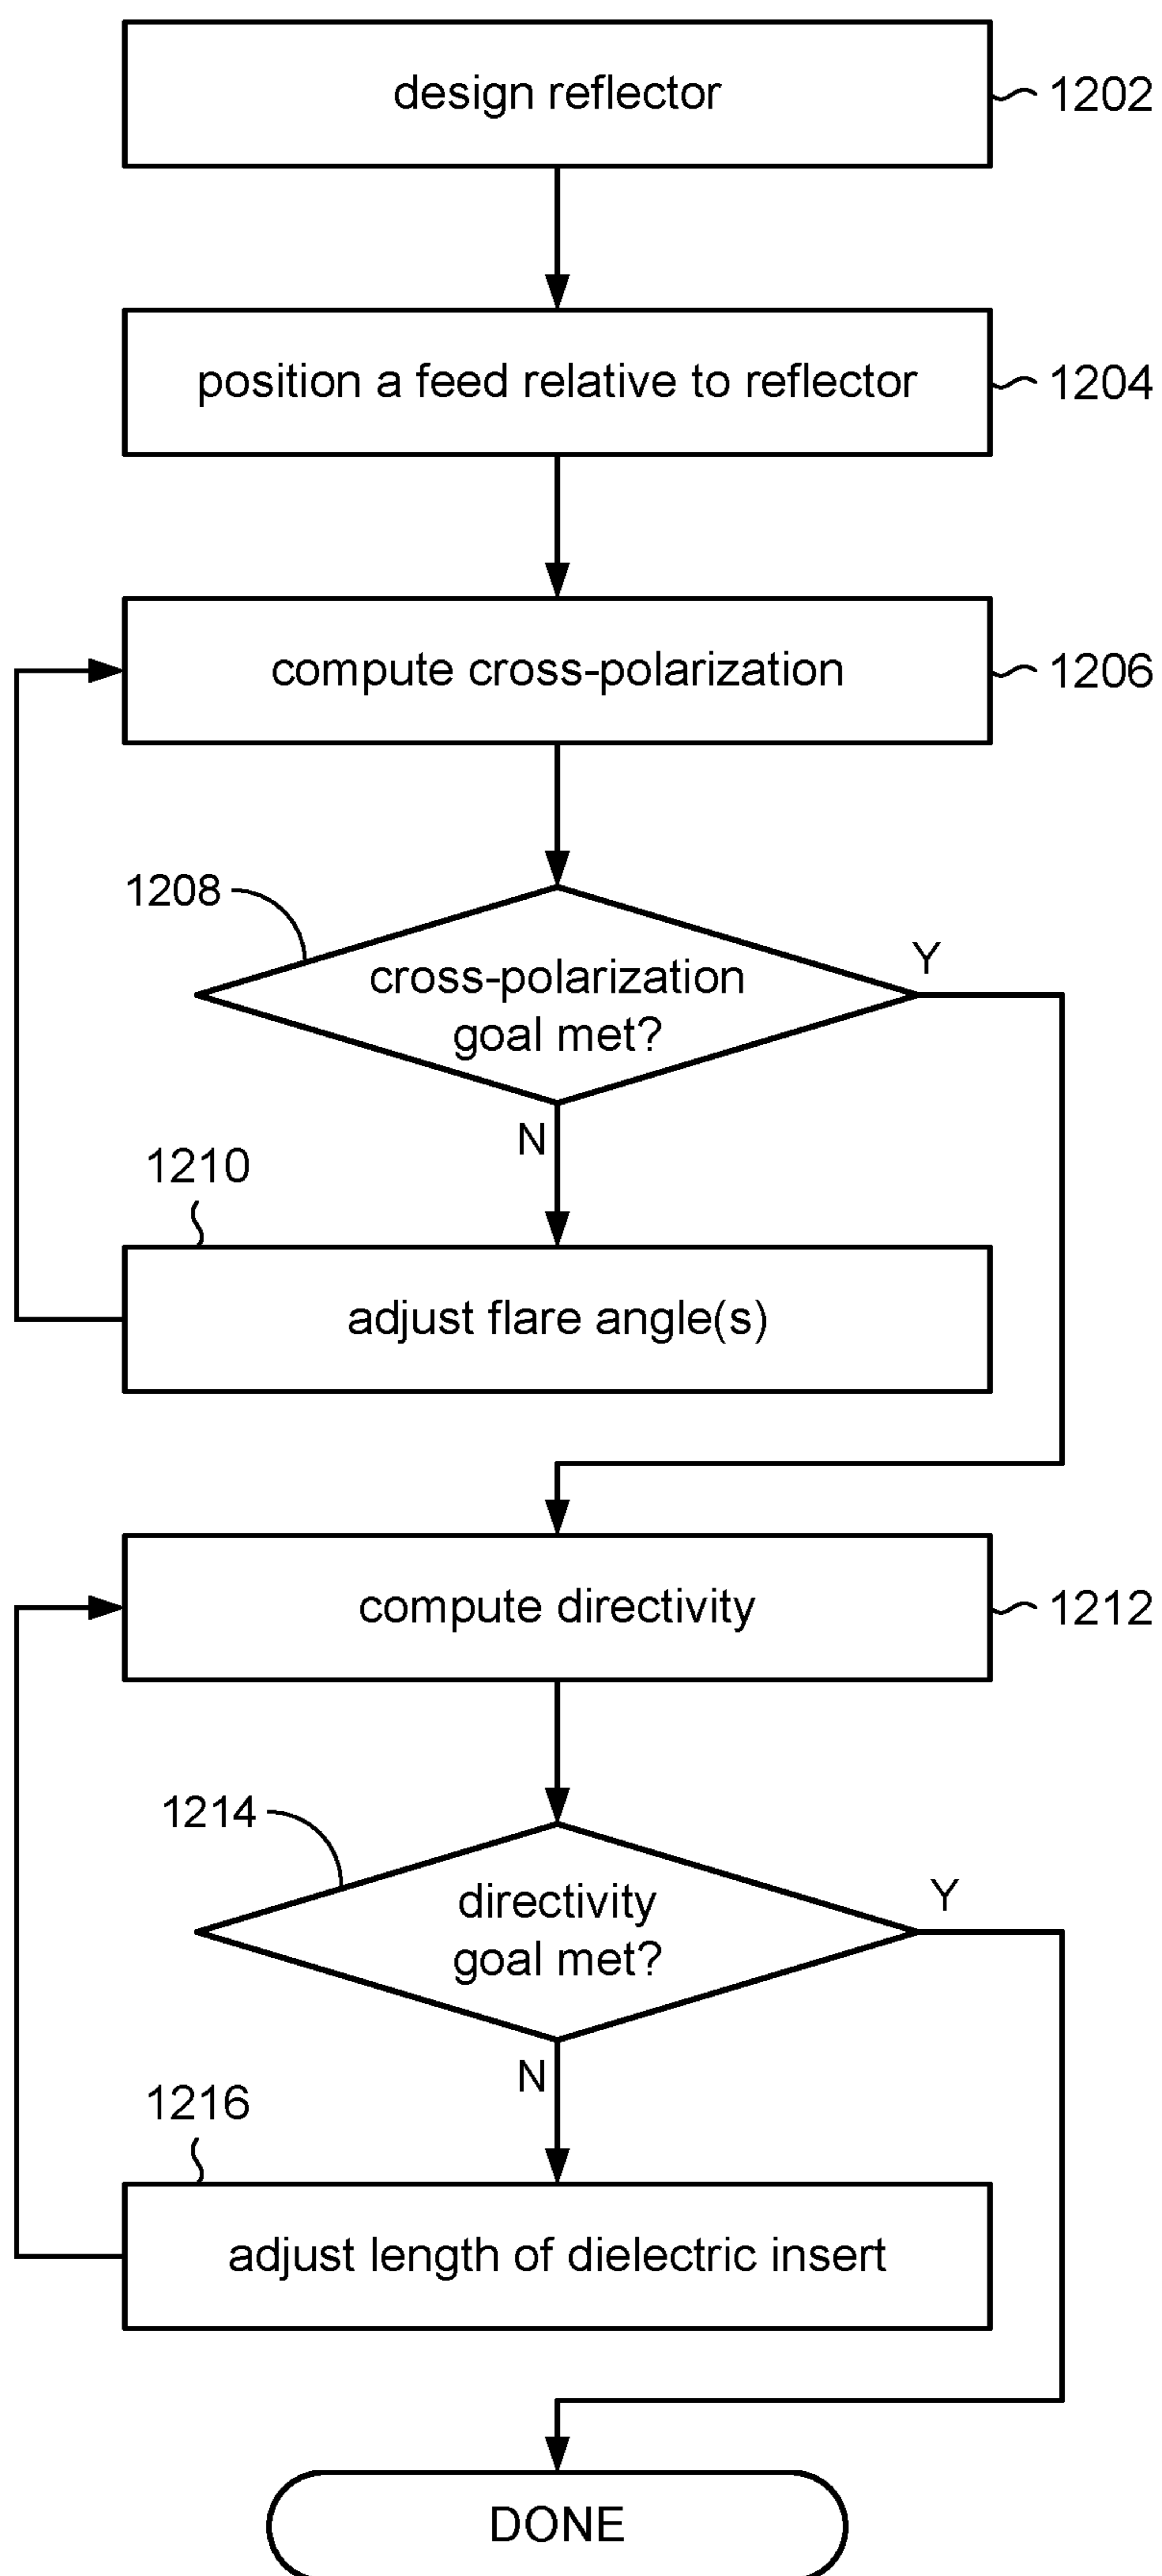 design reflector
1202
position a feed relative to reflector
1204
compute cross-polarization
1206
1208
cross-polarization
goal met?
Y
N
1210
adjust flare angle(s)
compute directivity
1212
1214
directivity
goal met?
Y
N
1216
adjust length of dielectric insert
DONE